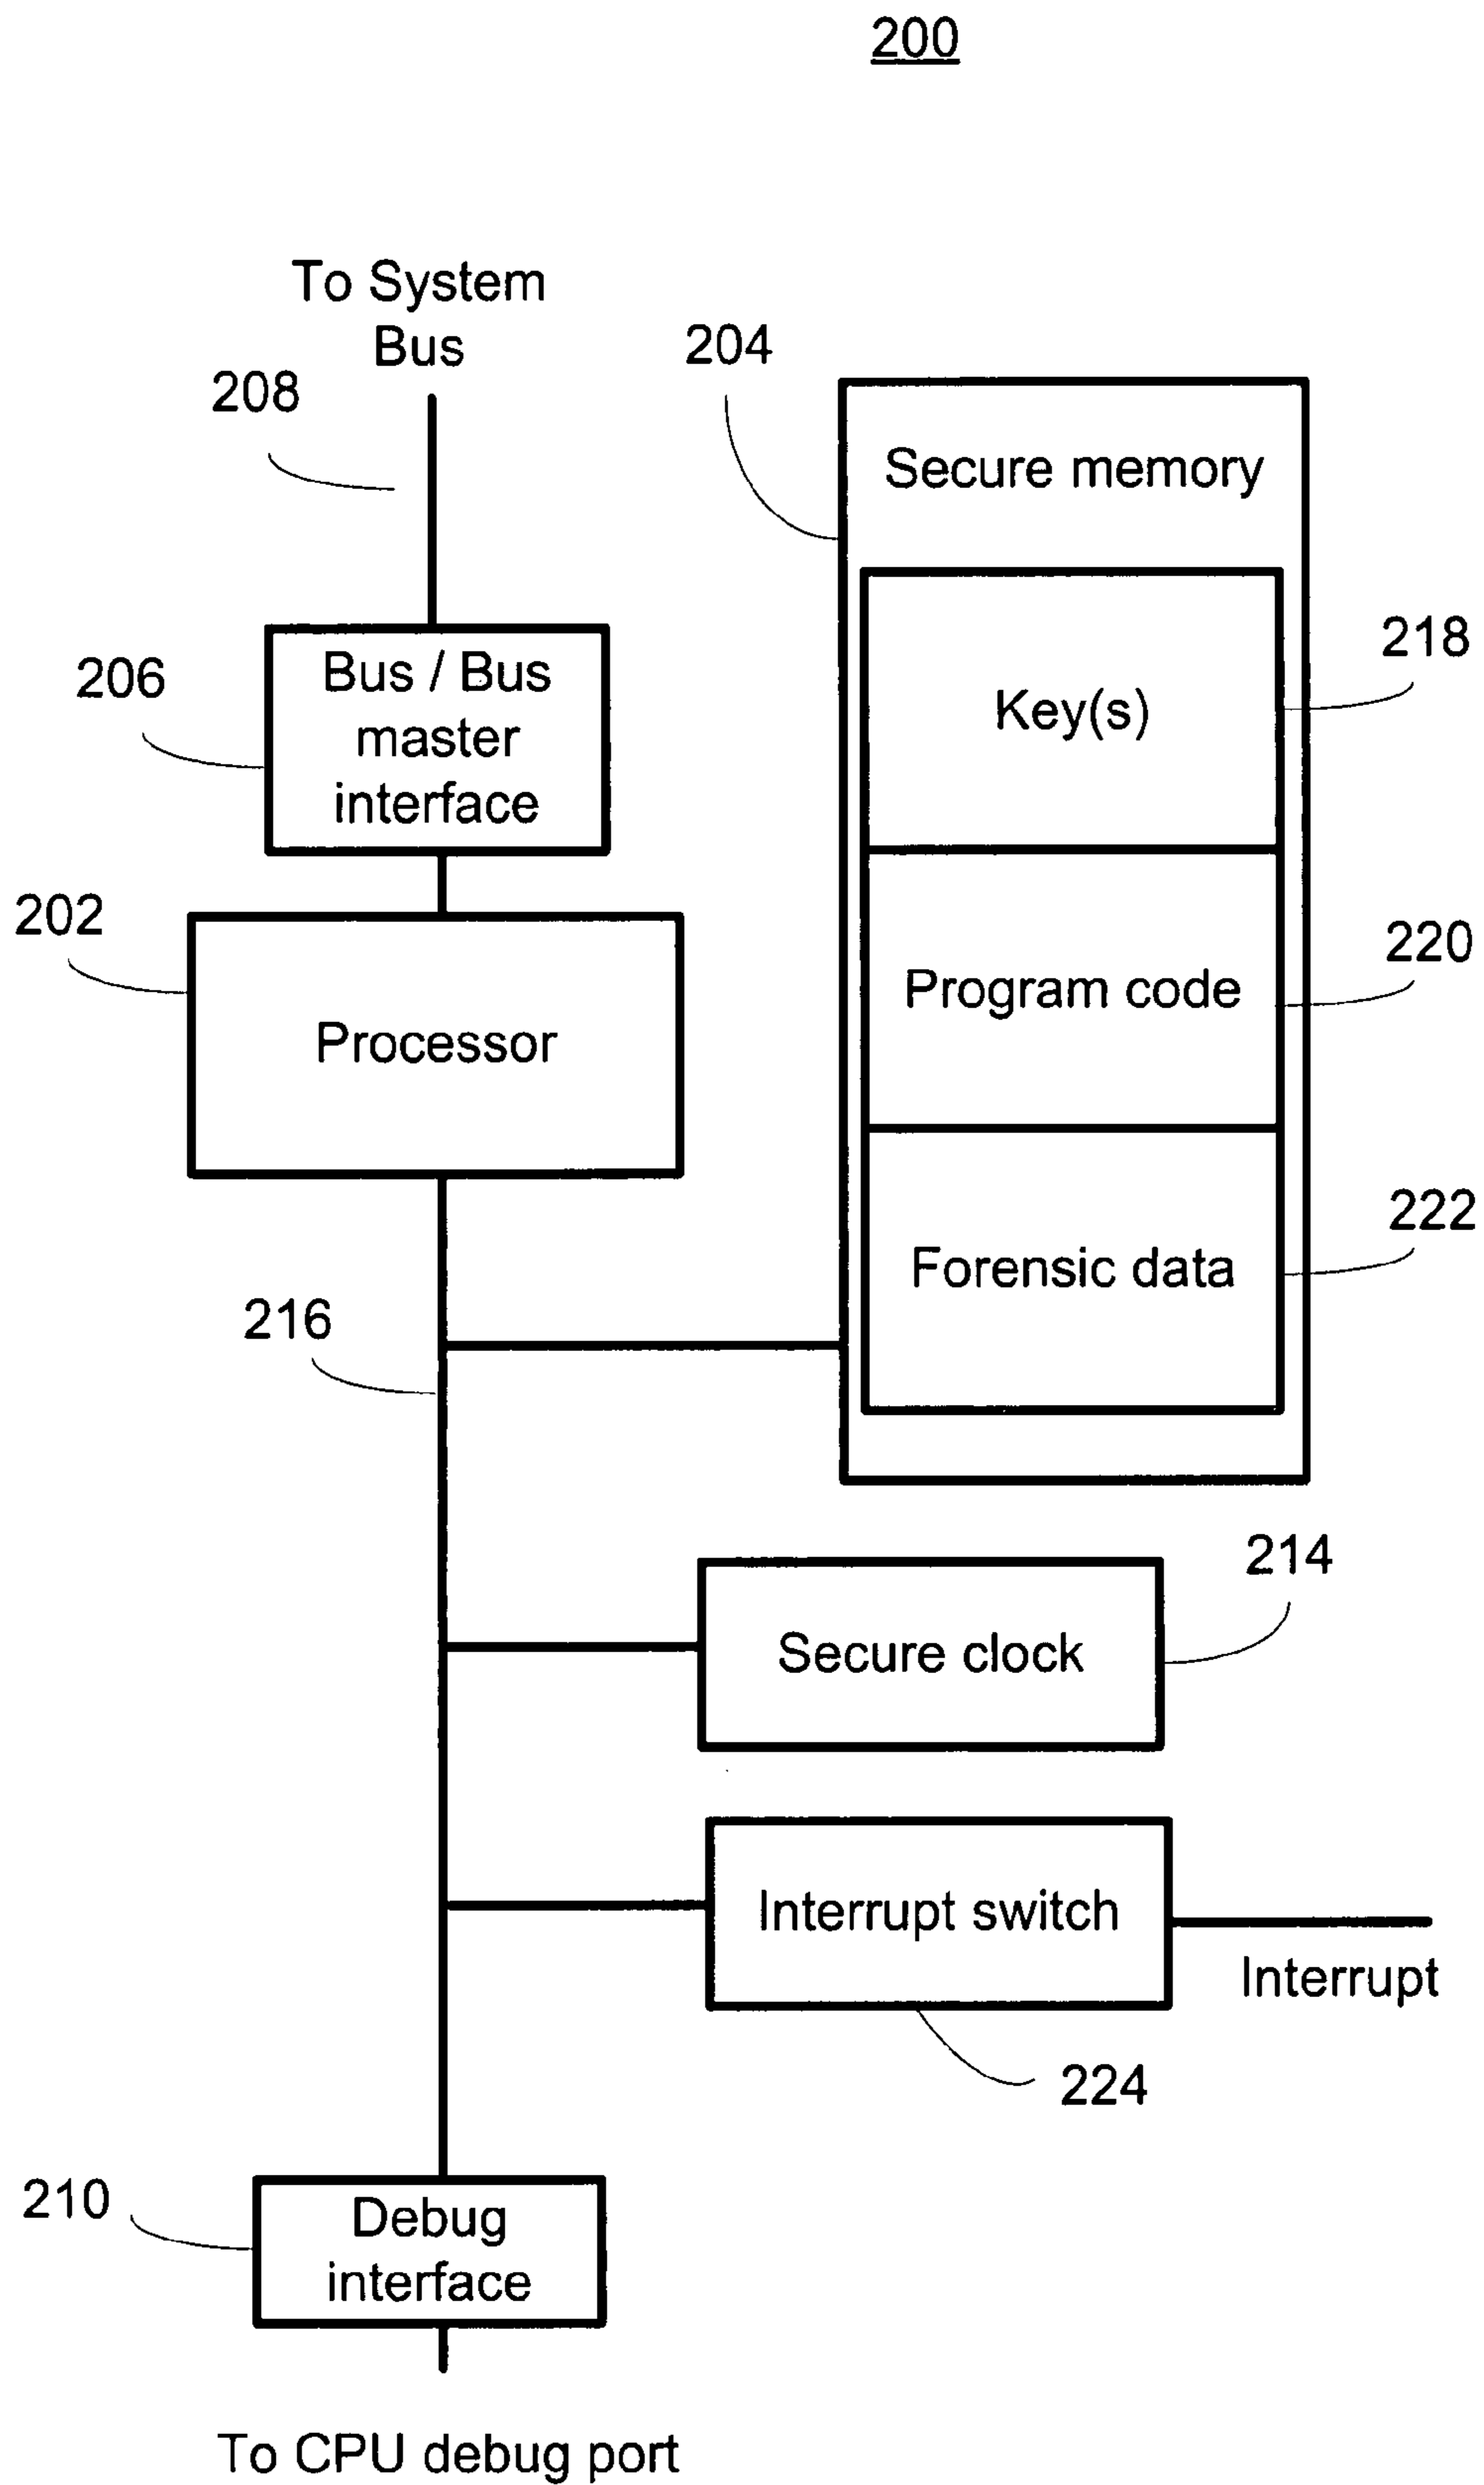 200
To System
Bus
208
204
Secure memory
206
Bus / Bus
master
interface
218
Key(s)
202
Processor
220
Program code
222
Forensic data
216
214
Secure clock
Interrupt switch
Interrupt
224
210
Debug
interface
To CPU debug port